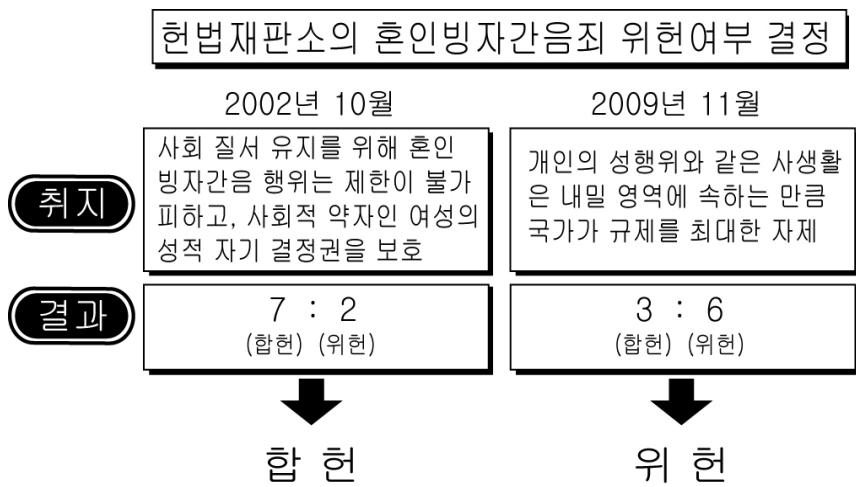 헌법재판소의 혼인빙자간음죄 위헌여부 결정
2002년 10월
2009년 11월
취지
사회 질서 유지를 위해 혼인
빙자간음 행위는 제한이 불가
피하고, 사회적 약자인 여성의
성적 자기 결정권을 보호
개인의 성행위와 같은 사생활
은 내밀 영역에 속하는 만큼
국가가 규제를 최대한 자제
결과
7 : 2
(합헌) (위헌)
3 : 6
(합헌) (위헌)
합 헌
위 헌